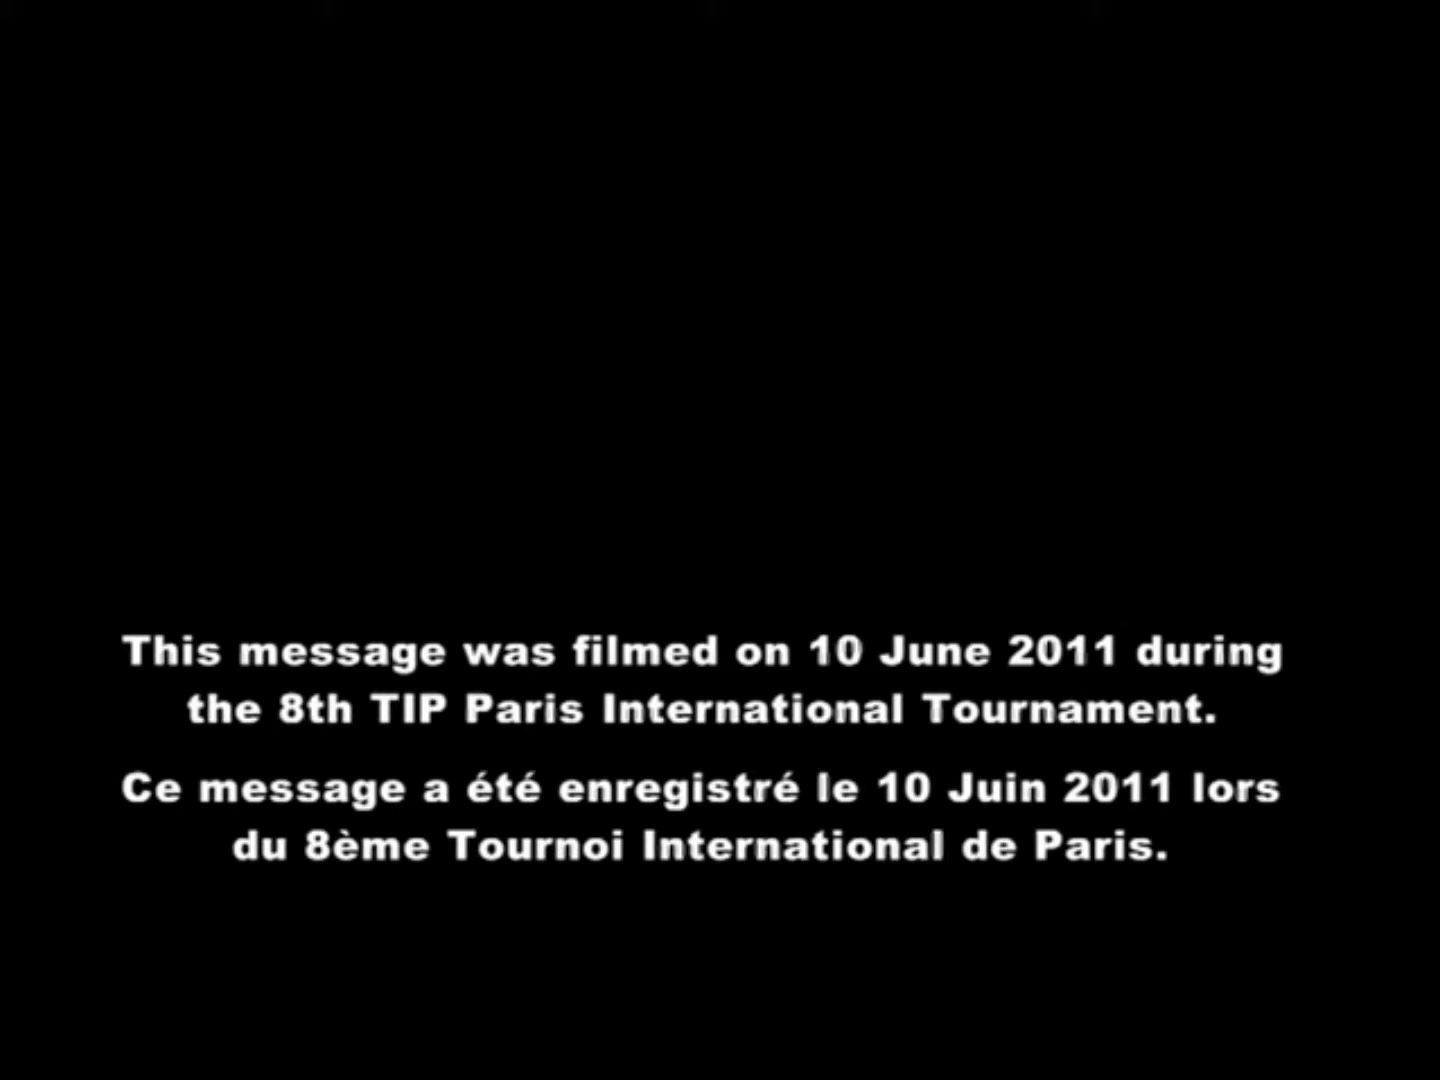 This message was filmed on 10 June 2011 during
the 8th TIP Paris International Tournament.
Ce message a été enregistré le 10 Juin 2011 lors
du 8ème Tournoi International de Paris.